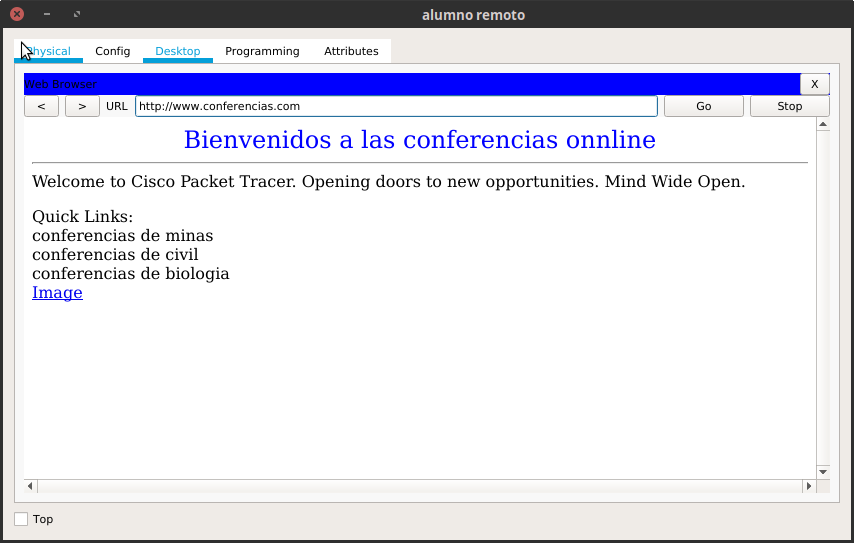 alumno remoto
Physical Config Desktop Programming Attributes
Web Browser X
< > URL http://www.conferencias.com Go Stop
Bienvenidos a las conferencias onnline
Welcome to Cisco Packet Tracer. Opening doors to new opportunities. Mind Wide Open.
Quick Links:
conferencias de minas
conferencias de civil
conferencias de biologia
Image
Top